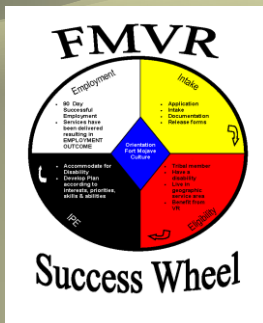 FMVR
Employment
• 90 Day
Successful
Employment
• Services have
been delivered
resulting in
EMPLOYMENT
OUTCOME
Intake
• Application
• Intake
• Documentation
• Release forms
Orientation
Fort Mojave
Culture
• Accommodate for
Disability
• Develop Plan
according to
interests, priorities,
skills & abilities
IPE
• Tribal member
• Have a
disability
• Live in
geographic
service area
• Benefit from
VR
Eligibility
Success Wheel